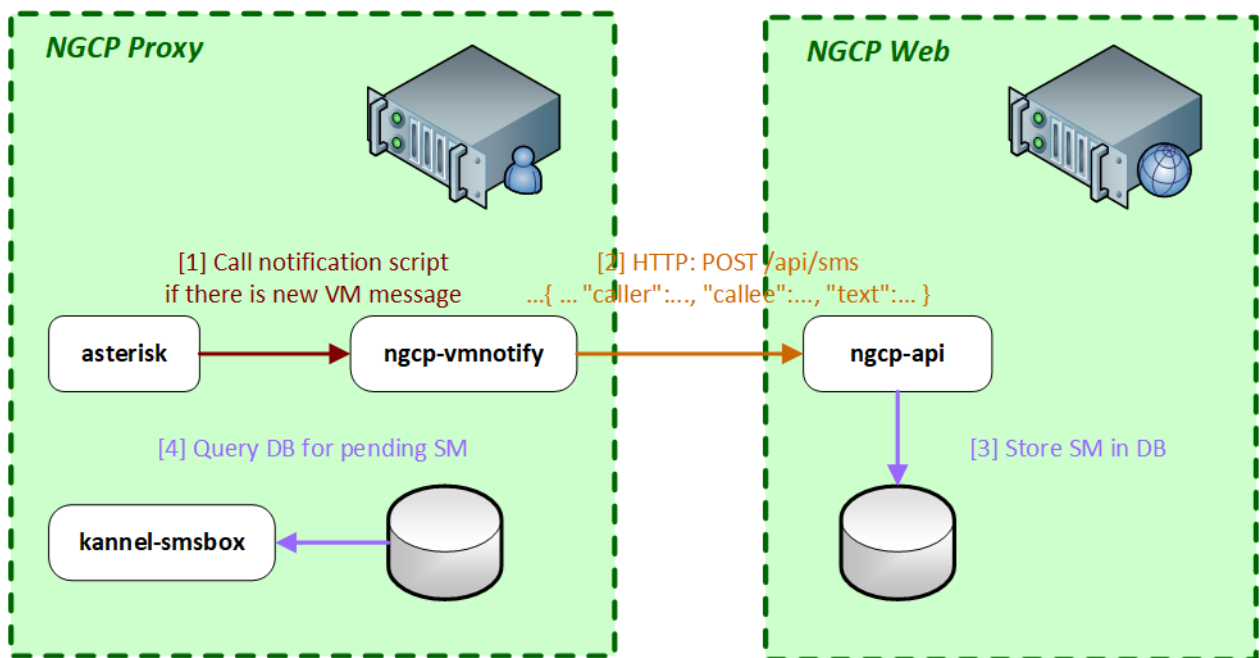 NGCP Proxy
NGCP Web
[1] Call notification script
if there is new VM message
[2] HTTP: POST /api/sms
...{ ... "caller":..., "callee":..., "text":... }
asterisk
ngcp-vmnotify
ngcp-api
[4] Query DB for pending SM
[3] Store SM in DB
kannel-smsbox